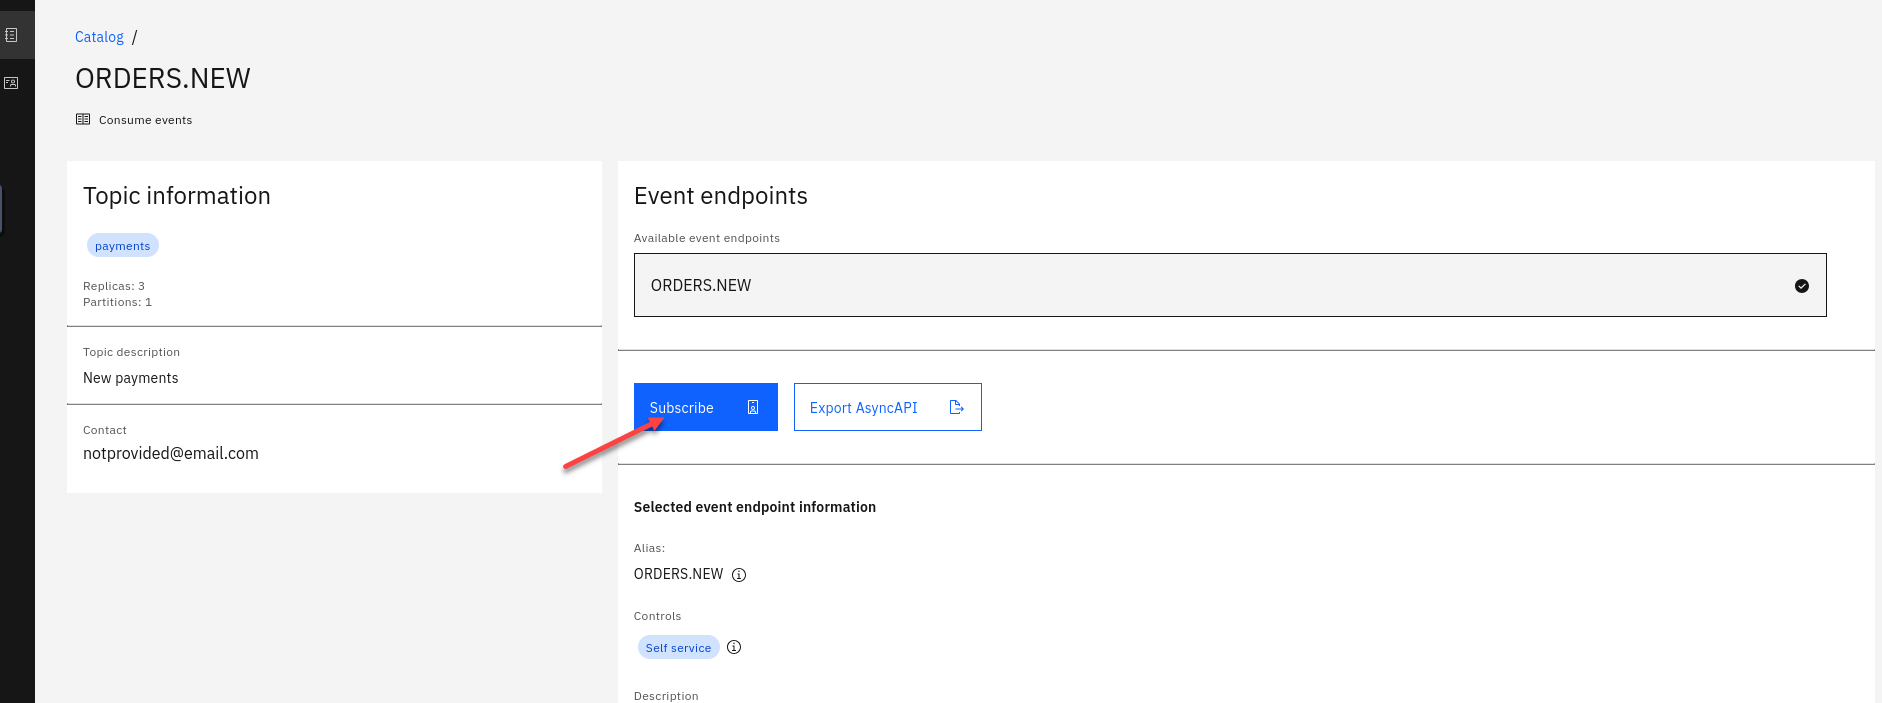 Catalog /
ORDERS.NEW
Consume events
Topic information
payments
Replicas: 3
Partitions: 1
Topic description
New payments
Contact
notprovided@email.com
Event endpoints
Available event endpoints
ORDERS.NEW
Subscribe
Export AsyncAPI
Selected event endpoint information
Alias:
ORDERS.NEW
Controls
Self service
Description